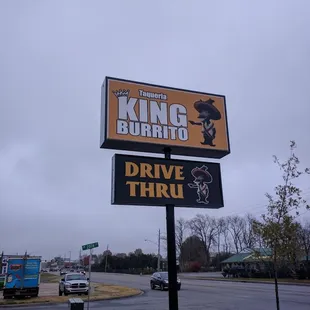 Taqueria
KING
BURRITO
DRIVE
THRU